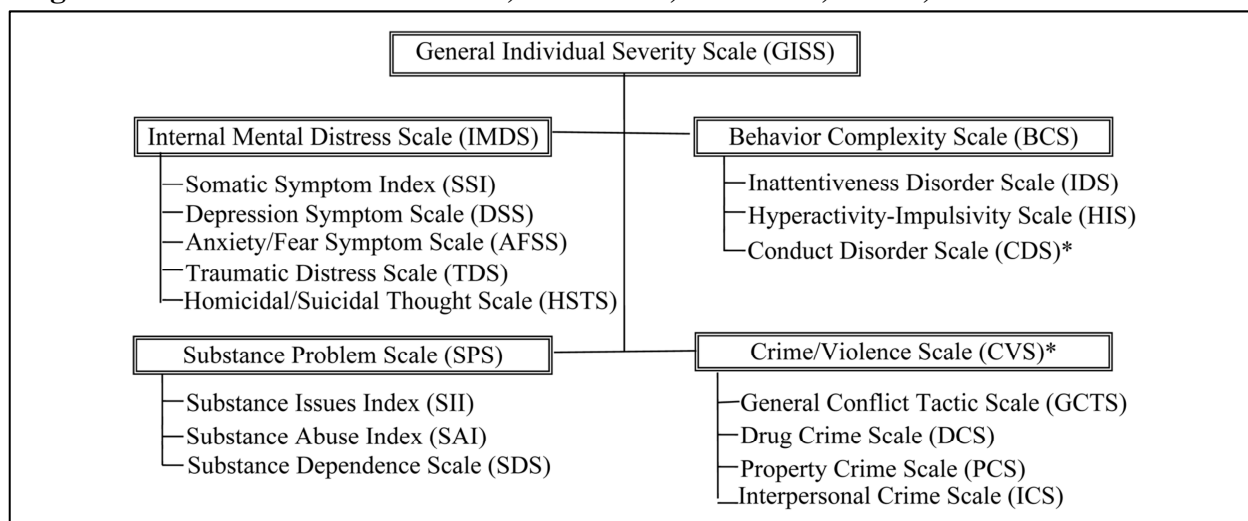 General Individual Severity Scale (GISS)
Internal Mental Distress Scale (IMDS)
Somatic Symptom Index (SSI)
Depression Symptom Scale (DSS)
Anxiety/Fear Symptom Scale (AFSS)
Traumatic Distress Scale (TDS)
Homicidal/Suicidal Thought Scale (HSTS)
Behavior Complexity Scale (BCS)
Inattentiveness Disorder Scale (IDS)
Hyperactivity-Impulsivity Scale (HIS)
Conduct Disorder Scale (CDS)*
Substance Problem Scale (SPS)
Substance Issues Index (SII)
Substance Abuse Index (SAI)
Substance Dependence Scale (SDS)
Crime/Violence Scale (CVS)*
General Conflict Tactic Scale (GCTS)
Drug Crime Scale (DCS)
Property Crime Scale (PCS)
Interpersonal Crime Scale (ICS)